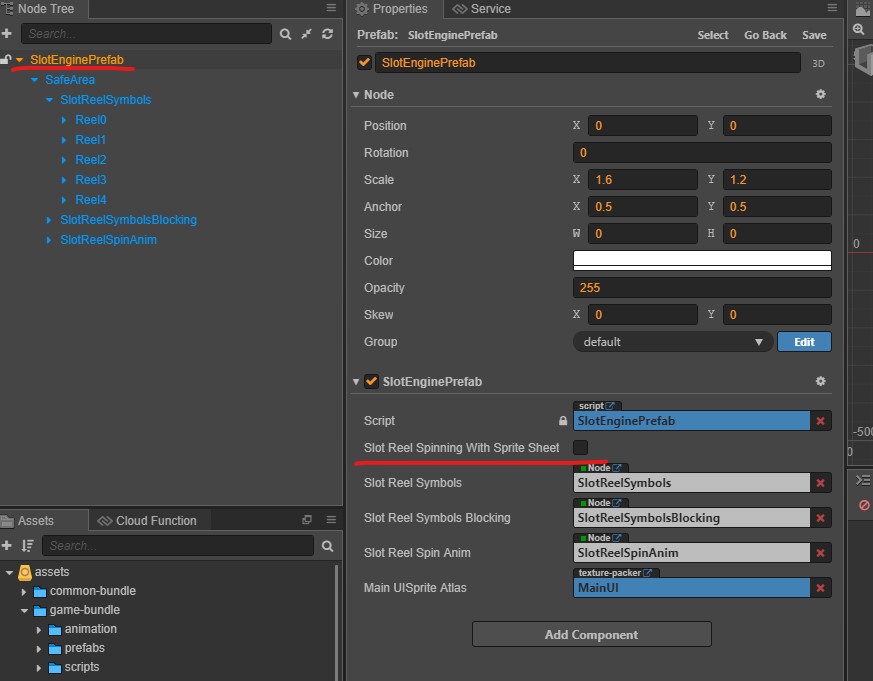 Node Tree
Search...
SlotEnginePrefab
SafeArea
SlotReelSymbols
Reel0
Reel1
Reel2
Reel3
Reel4
SlotReelSymbolsBlocking
SlotReelSpinAnim
Assets
Cloud Function
Search...
assets
common-bundle
game-bundle
animation
prefabs
scripts
Properties
Service
Prefab: SlotEnginePrefab Select Go Back Save
SlotEnginePrefab 3D
Node
Position X 0 Y 0
Rotation 0
Scale X 1.6 Y 1.2
Anchor X 0.5 Y 0.5
Size W 0 H 0
Color
Opacity 255
Skew X 0 Y 0
Group default Edit
SlotEnginePrefab
script
Script SlotEnginePrefab
Slot Reel Spinning With Sprite Sheet
Node
Slot Reel Symbols SlotReelSymbols
Node
Slot Reel Symbols Blocking SlotReelSymbolsBlocking
Node
Slot Reel Spin Anim SlotReelSpinAnim
texture-packer
Main UISprite Atlas MainUI
Add Component
0
-500
0